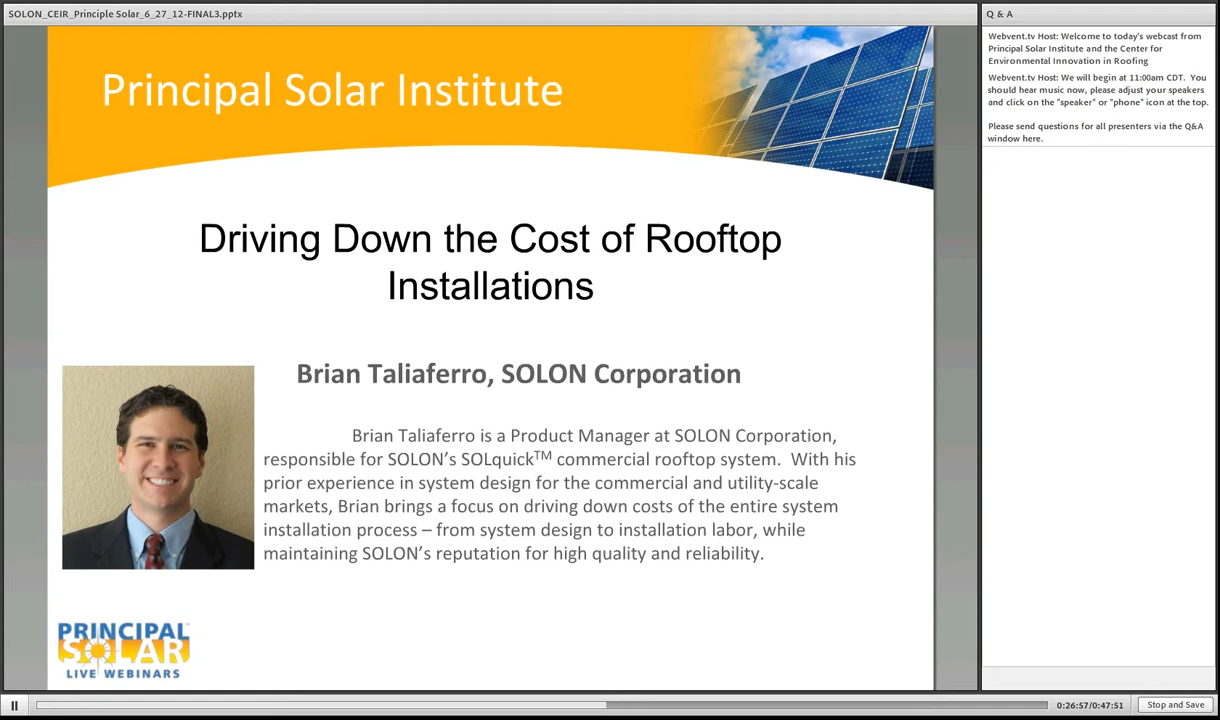 SOLON_CEIR_Principle Solar_6_27_12-FINAL3.pptx
Principal Solar Institute
Driving Down the Cost of Rooftop
Installations
Brian Taliaferro, SOLON Corporation
Brian Taliaferro is a Product Manager at SOLON Corporation,
responsible for SOLON’s SOLquickTM commercial rooftop system.  With his
prior experience in system design for the commercial and utility-scale
markets, Brian brings a focus on driving down costs of the entire system
installation process – from system design to installation labor, while
maintaining SOLON’s reputation for high quality and reliability.
PRINCIPAL
SOLAR
LIVE WEBINARS
Q & A
Webvent.tv Host: Welcome to today's webcast from
Principal Solar Institute and the Center for
Environmental Innovation in Roofing
Webvent.tv Host: We will begin at 11:00am CDT.  You
should hear music now, please adjust your speakers
and click on the "speaker" or "phone" icon at the top.
Please send questions for all presenters via the Q&A
window here.
0:26:57/0:47:51
Stop and Save